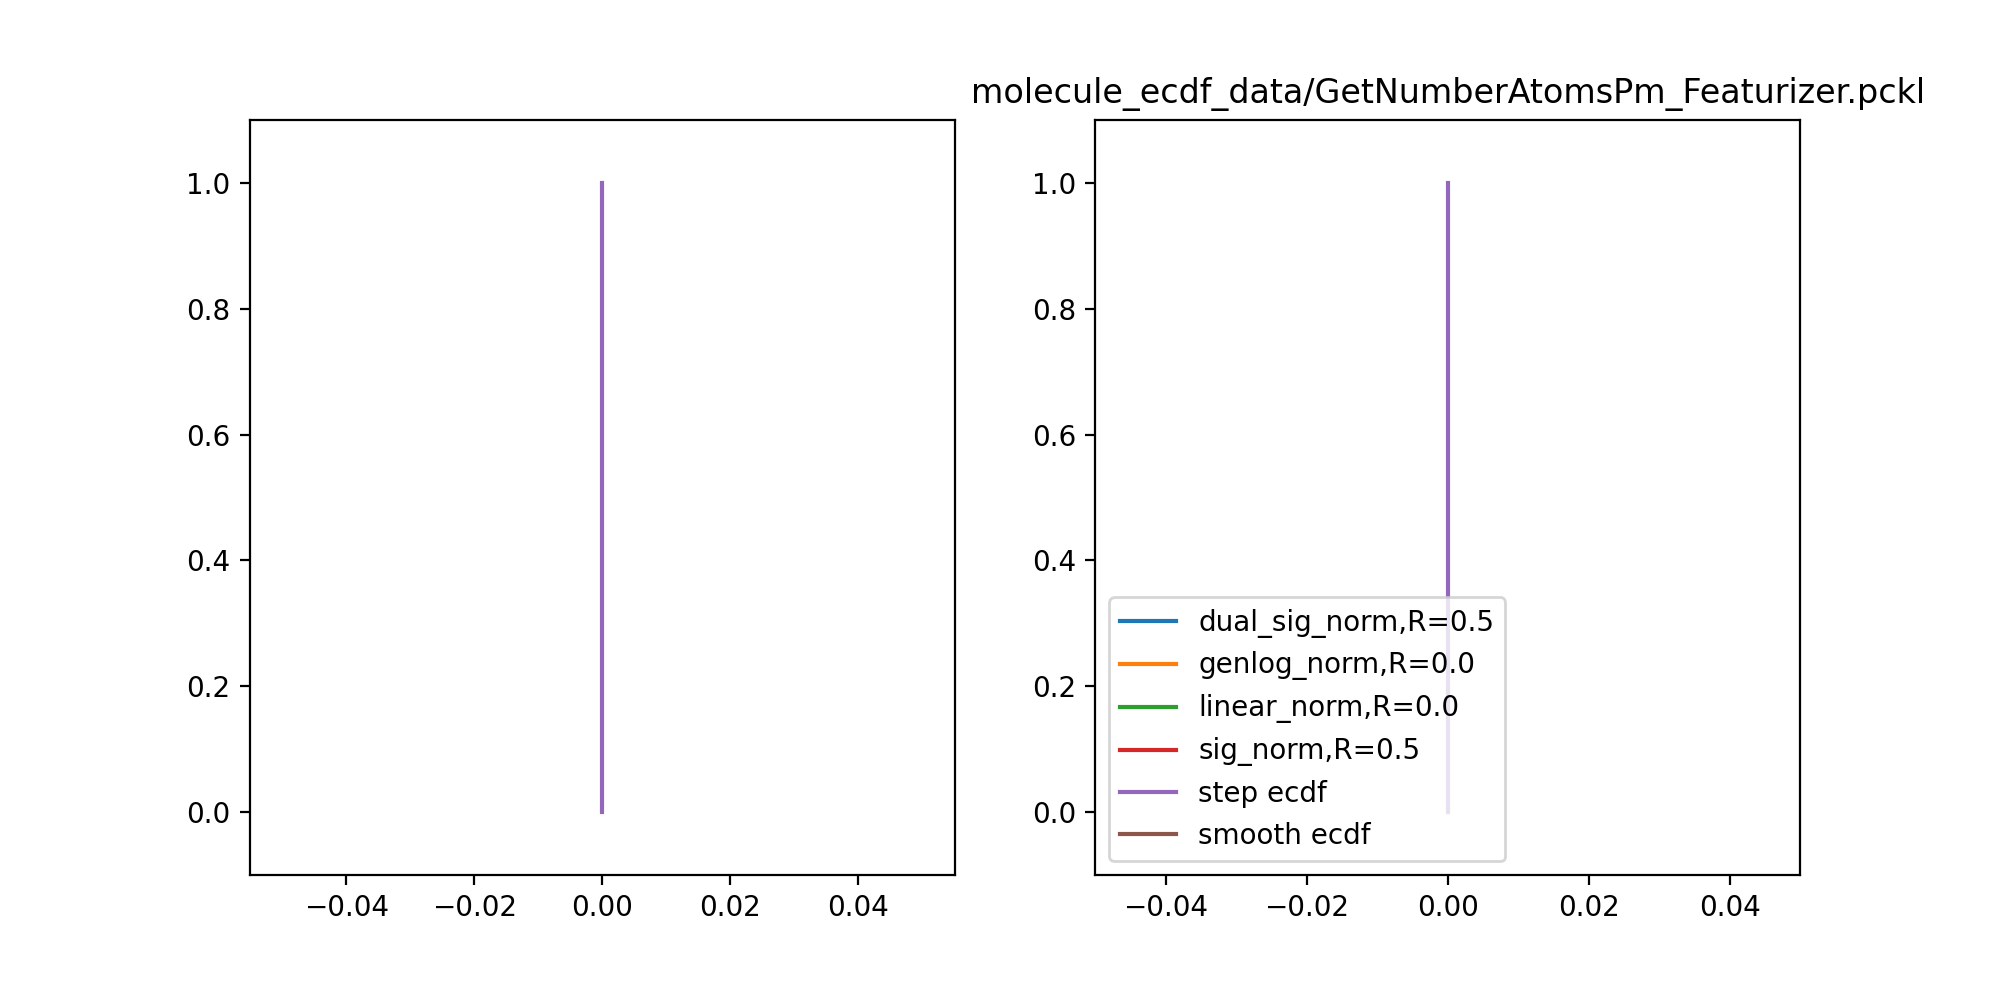 molecule_ecdf_data/GetNumberAtomsPm_Featurizer.pckl
1.0
0.8
0.6
0.4
0.2
0.0
−0.04 −0.02 0.00 0.02 0.04
1.0
0.8
0.6
0.4
0.2
0.0
dual_sig_norm,R=0.5
genlog_norm,R=0.0
linear_norm,R=0.0
sig_norm,R=0.5
step ecdf
smooth ecdf
−0.04 −0.02 0.00 0.02 0.04